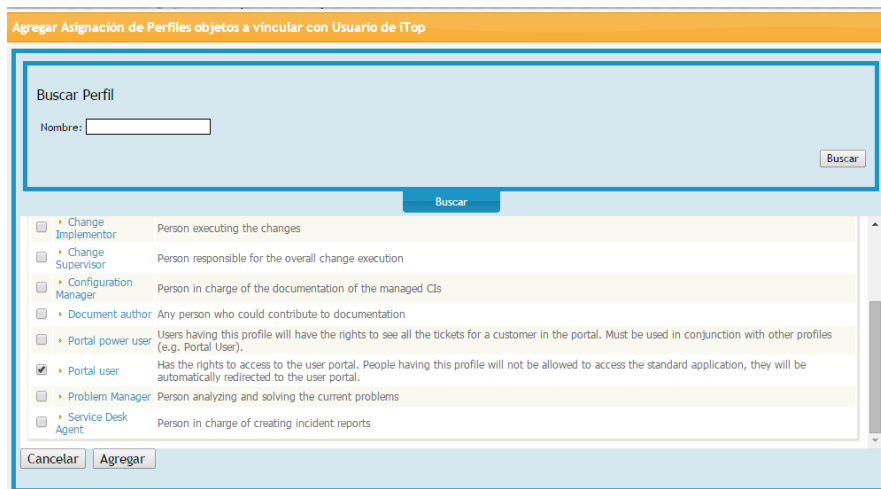 Agregar Asignación de Perfiles objetos a vincular con Usuario de iTop
Buscar Perfil
Nombre:
Buscar
Buscar
Change
Implementor
Person executing the changes
Change
Supervisor
Person responsible for the overall change execution
Configuration
Manager
Person in charge of the documentation of the managed CIs
Document author
Any person who could contribute to documentation
Portal power user
Users having this profile will have the rights to see all the tickets for a customer in the portal. Must be used in conjunction with other profiles
(e.g. Portal User).
Portal user
Has the rights to access to the user portal. People having this profile will not be allowed to access the standard application, they will be
automatically redirected to the user portal.
Problem Manager
Person analyzing and solving the current problems
Service Desk
Agent
Person in charge of creating incident reports
Cancelar
Agregar